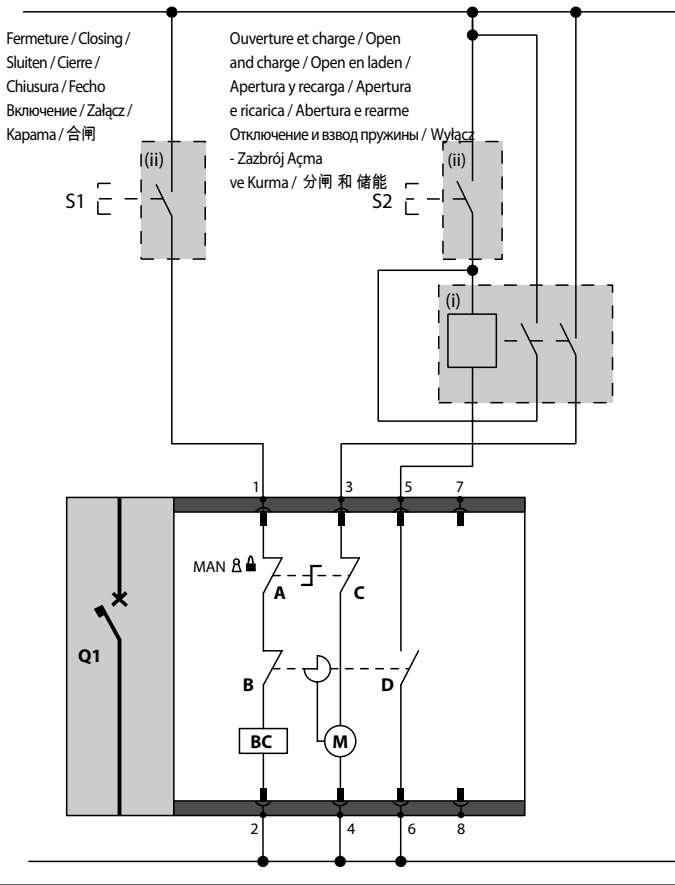 Fermeture / Closing /
Sluiten / Cierre /
Chiusura / Fecho
Включение / Załącz /
Kapama / 合闸
Ouverture et charge / Open
and charge / Open en laden /
Apertura y recarga / Apertura
e ricarica / Abertura e rearme
Отключение и взвод пружины / Wyłącz
- Zazbrój Açma
ve Kurma / 分闸 和 储能
(ii)
S1
(ii)
S2
(i)
1
3
5
7
MAN
A
C
Q1
B
D
BC
M
2
4
6
8